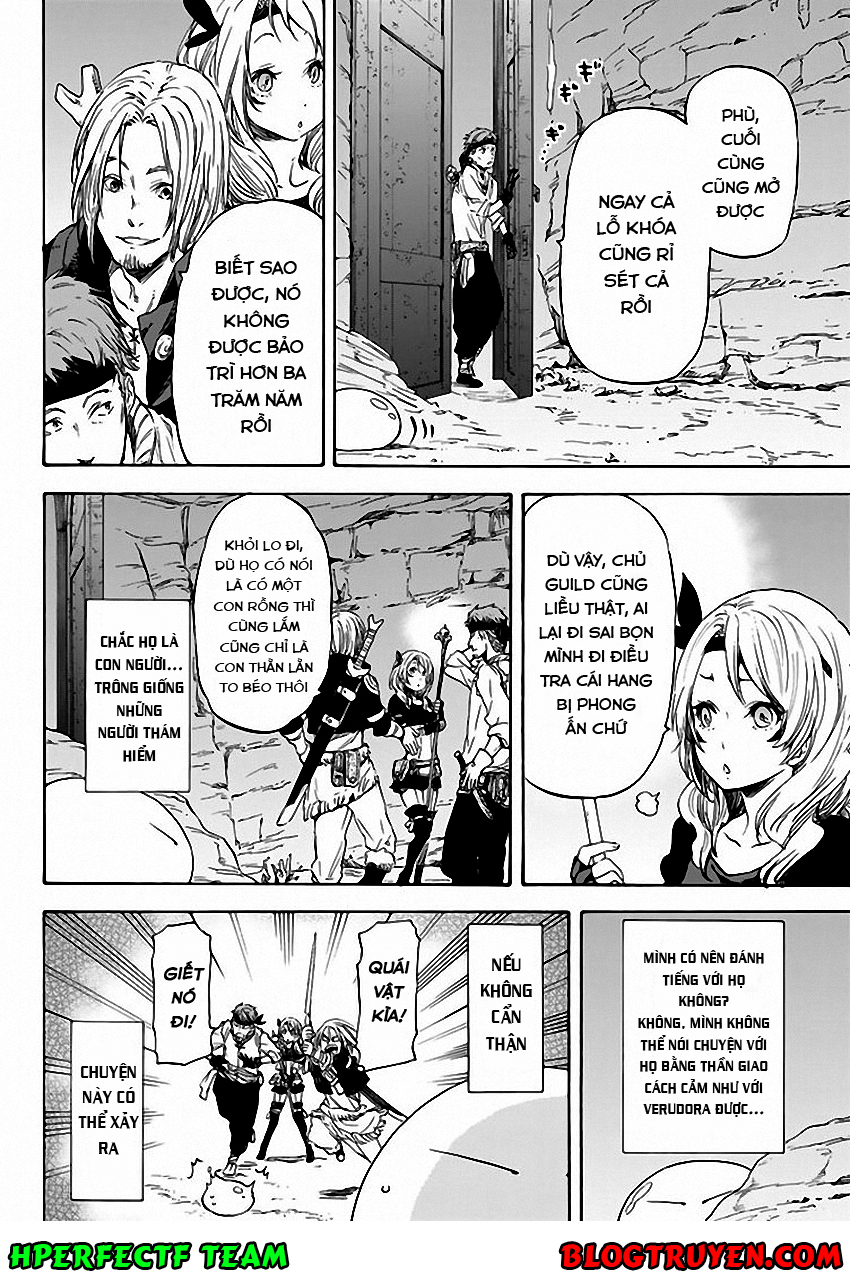 PHÙ,
CUỐI
CÙNG
CŨNG MỞ
ĐƯỢC
NGAY CẢ
LỖ KHÓA
CŨNG RỈ
SÉT CẢ
RỒI
BIẾT SAO
ĐƯỢC, NÓ
KHÔNG
ĐƯỢC BẢO
TRÌ HƠN BA
TRĂM NĂM
RỒI
DÙ VẬY, CHỦ
GUILD CŨNG
LIỀU THẬT, AI
LẠI ĐI SAI BỌN
MÌNH ĐI ĐIỀU
TRA CÁI HANG
BỊ PHONG
ẤN CHỨ
KHỎI LO ĐI,
DÙ HỌ CÓ NÓI
LÀ CÓ MỘT
CON RỒNG THÌ
CÙNG LẮM
CŨNG CHỈ LÀ
CON THẰN LẰN
TO BÉO THÔI
CHẮC HỌ LÀ
CON NGƯỜI...
TRÔNG GIỐNG
NHỮNG
NGƯỜI THÁM
HIỂM
MÌNH CÓ NÊN ĐÁNH
TIẾNG VỚI HỌ
KHÔNG?
KHÔNG, MÌNH KHÔNG
THỂ NÓI CHUYỆN VỚI
HỌ BẰNG THẦN GIAO
CÁCH CẢM NHƯ VỚI
VERUDORA ĐƯỢC...
NẾU
KHÔNG
CẨN
THẬN
QUÁI
VẬT
KÌA!
GIẾT
NÓ
ĐI!
CHUYỆN
NÀY CÓ
THỂ XẢY
RA
HPERFECTF TEAM
BLOGTRUYEN.COM